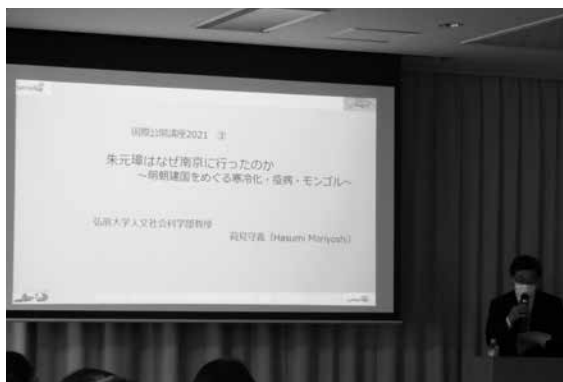 国際公開講座2021 ②
朱元璋はなぜ南京に行ったのか
～明朝建国をめぐる寒冷化・疫病・モンゴル～
弘前大学人文社会科学部教授
荷見守義（Hasumi Moriyoshi）